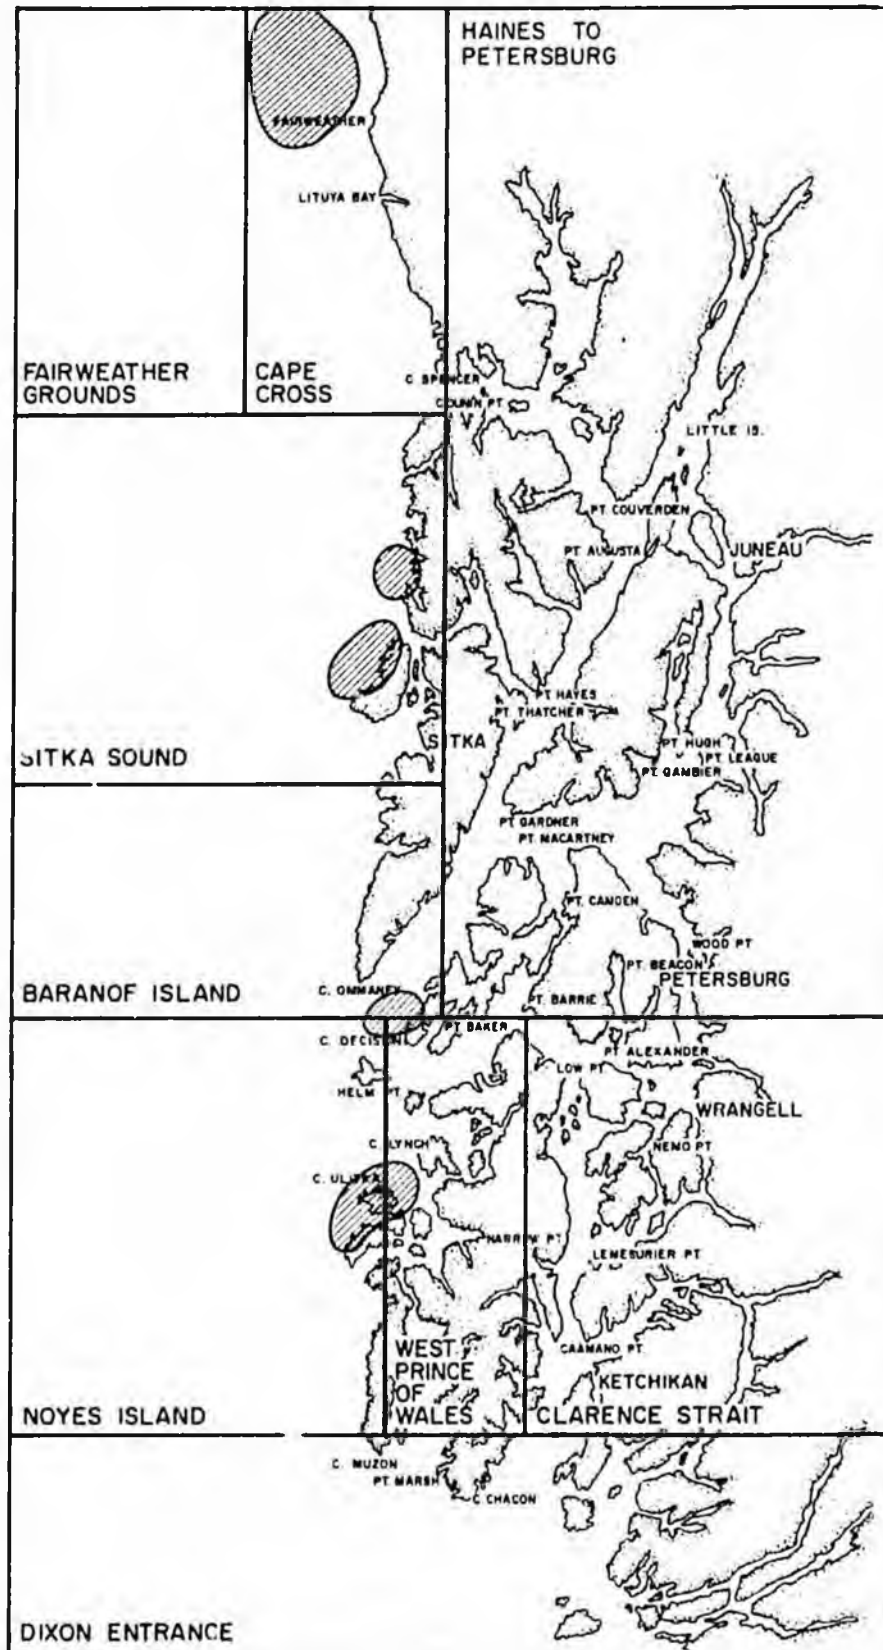 HAINES TO
PETERSBURG
FAIRWEATHER
LITUYA BAY
FAIRWEATHER
GROUNDS
CAPE
CROSS
C. SPENCER
COLUMN PT.
LITTLE IS.
PT. COUVERDEN
PT. AUGUSTA
JUNEAU
PT. HAYES
PT. THATCHER
SITKA
PT. HUGH
PT. LEAGUE
PT. GAMBIER
SITKA SOUND
PT. GARDNER
PT. MACARTNEY
PT. CAMDEN
WOOD PT
PT. BEACON
PETERSBURG
BARANOF ISLAND
C. OMMANEY
PT. BARRIE
PT. BAKER
C. DECISION
PT. ALEXANDER
LOW PT.
HELM PT.
WRANGELL
C. LYNCH
NEMO PT.
C. ULITKA
NARROW PT.
LEMESURIER PT.
CAAMANO PT.
WEST
PRINCE
OF
WALES
KETCHIKAN
NOYES ISLAND
CLARENCE STRAIT
C. MUZON
PT. MARSH
C. CHACON
DIXON ENTRANCE